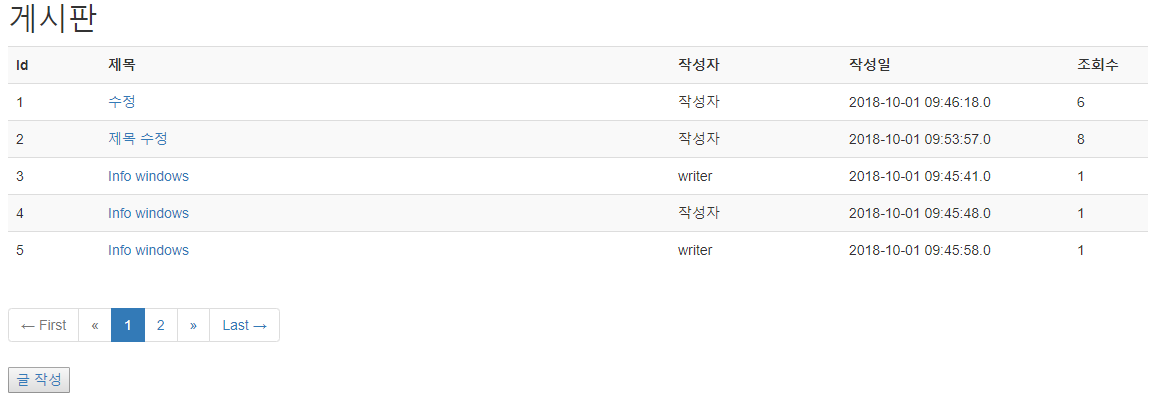 게시판
Id 제목 작성자 작성일 조회수
1 수정 작성자 2018-10-01 09:46:18.0 6
2 제목 수정 작성자 2018-10-01 09:53:57.0 8
3 Info windows writer 2018-10-01 09:45:41.0 1
4 Info windows 작성자 2018-10-01 09:45:48.0 1
5 Info windows writer 2018-10-01 09:45:58.0 1
← First « 1 2 » Last →
글 작성